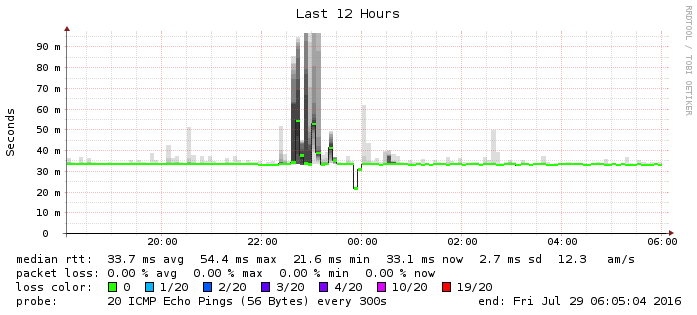 Last 12 Hours
RRDTOOL / TOBI OETIKER
Seconds
90 m
80 m
70 m
60 m
50 m
40 m
30 m
20 m
10 m
0
20:00 22:00 00:00 02:00 04:00 06:00
median rtt: 33.7 ms avg 54.4 ms max 21.6 ms min 33.1 ms now 2.7 ms sd 12.3 am/s
packet loss: 0.00 % avg 0.00 % max 0.00 % min 0.00 % now
loss color: 0 1/20 2/20 3/20 4/20 10/20 19/20
probe: 20 ICMP Echo Pings (56 Bytes) every 300s end: Fri Jul 29 06:05:04 2016